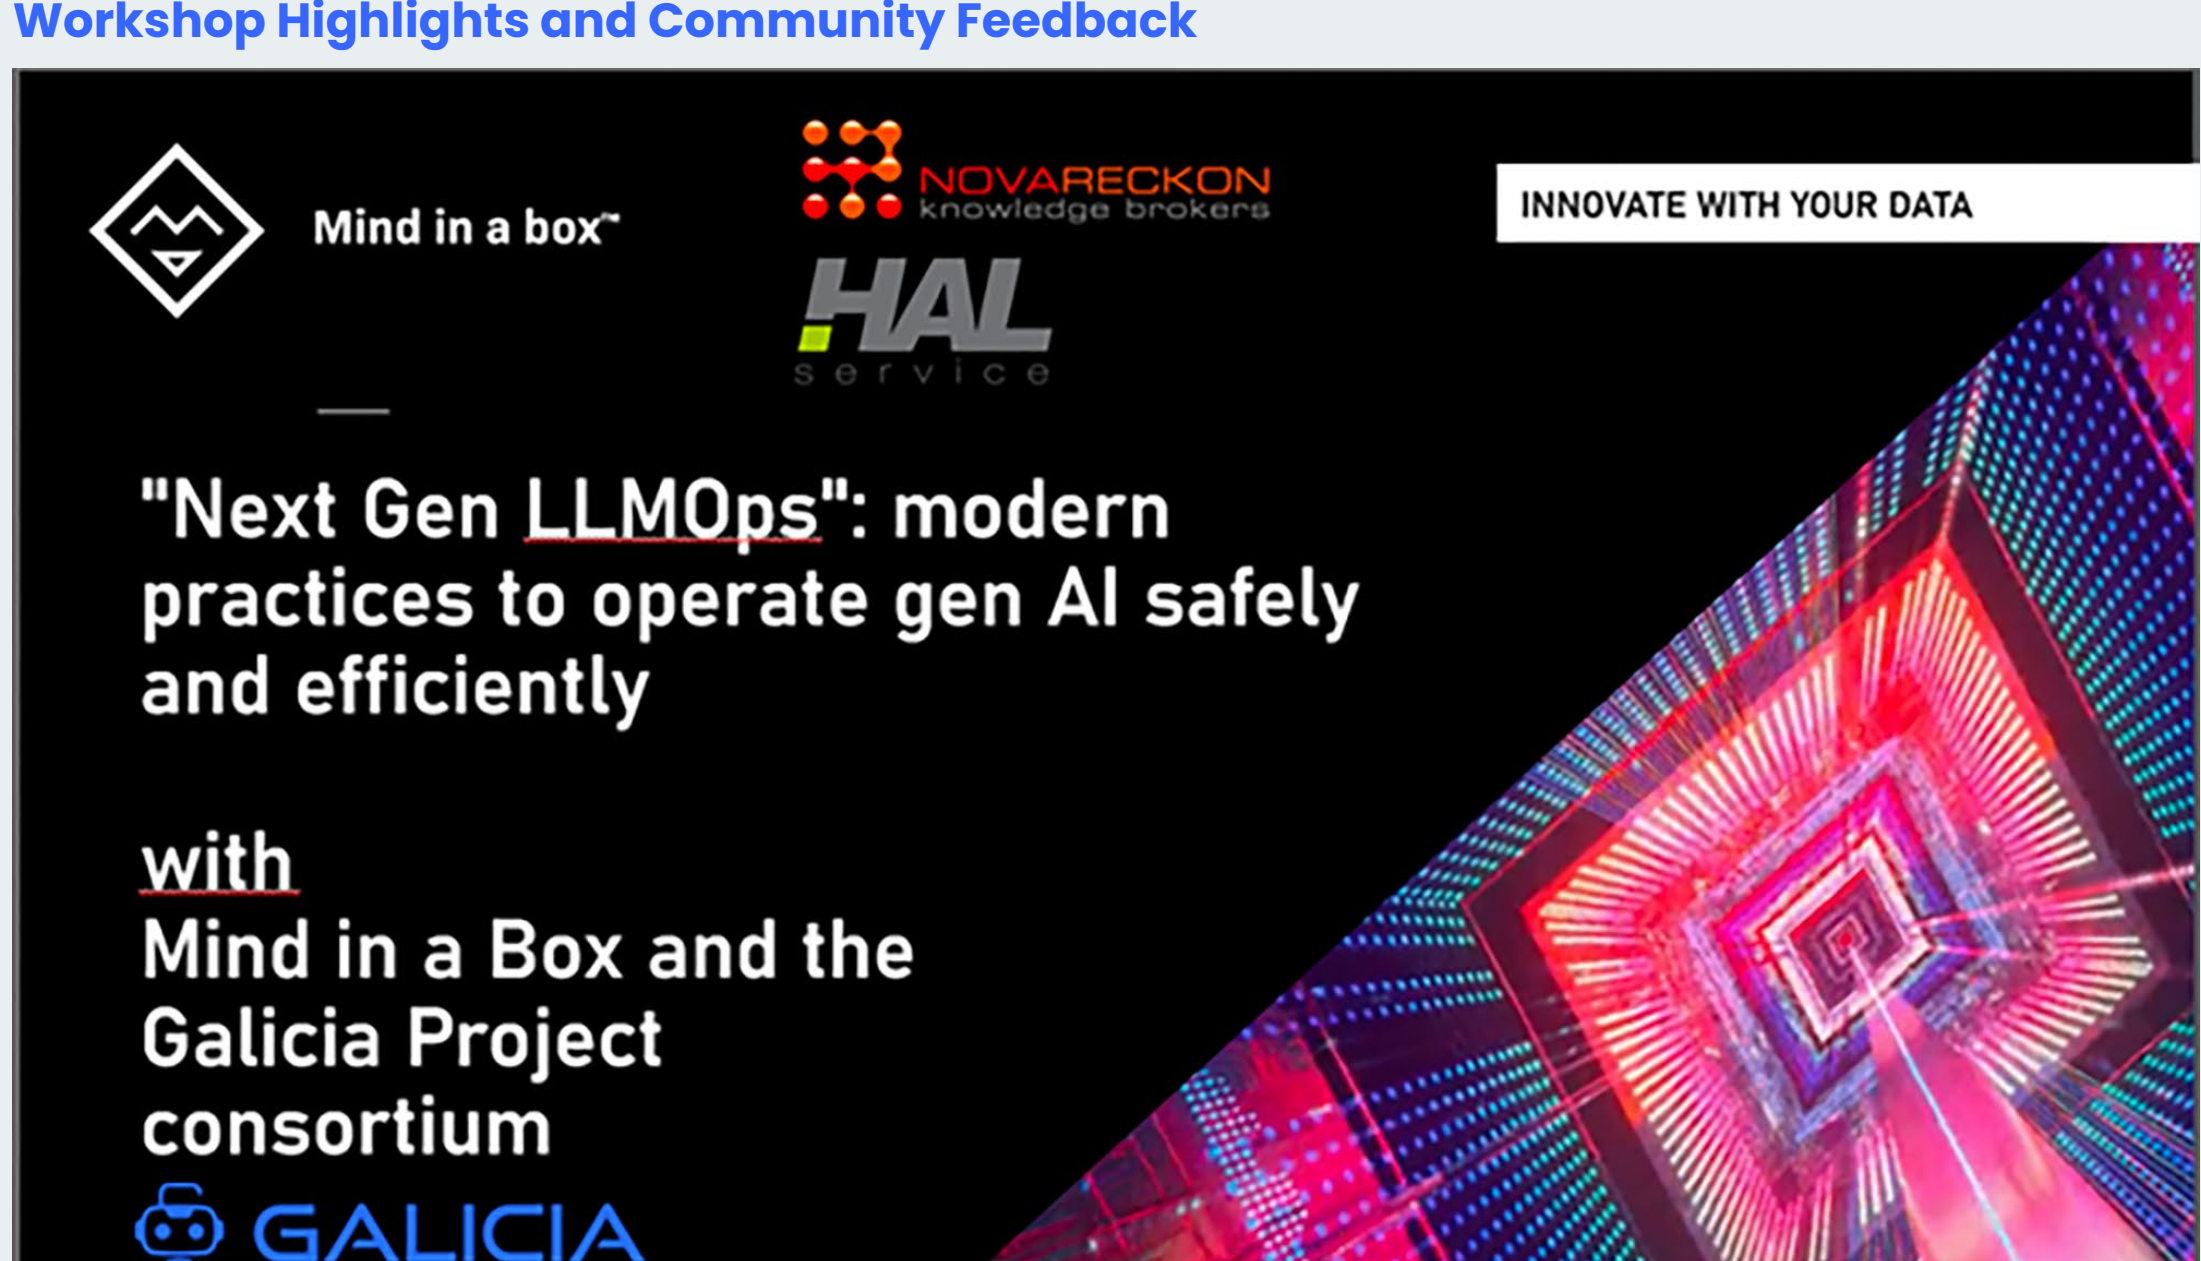 Workshop Highlights and Community Feedback
Mind in a box™
NOVARECKON
knowledge brokers
HAL
service
INNOVATE WITH YOUR DATA
"Next Gen LLMOps": modern
practices to operate gen AI safely
and efficiently
with
Mind in a Box and the
Galicia Project
consortium
GALICIA